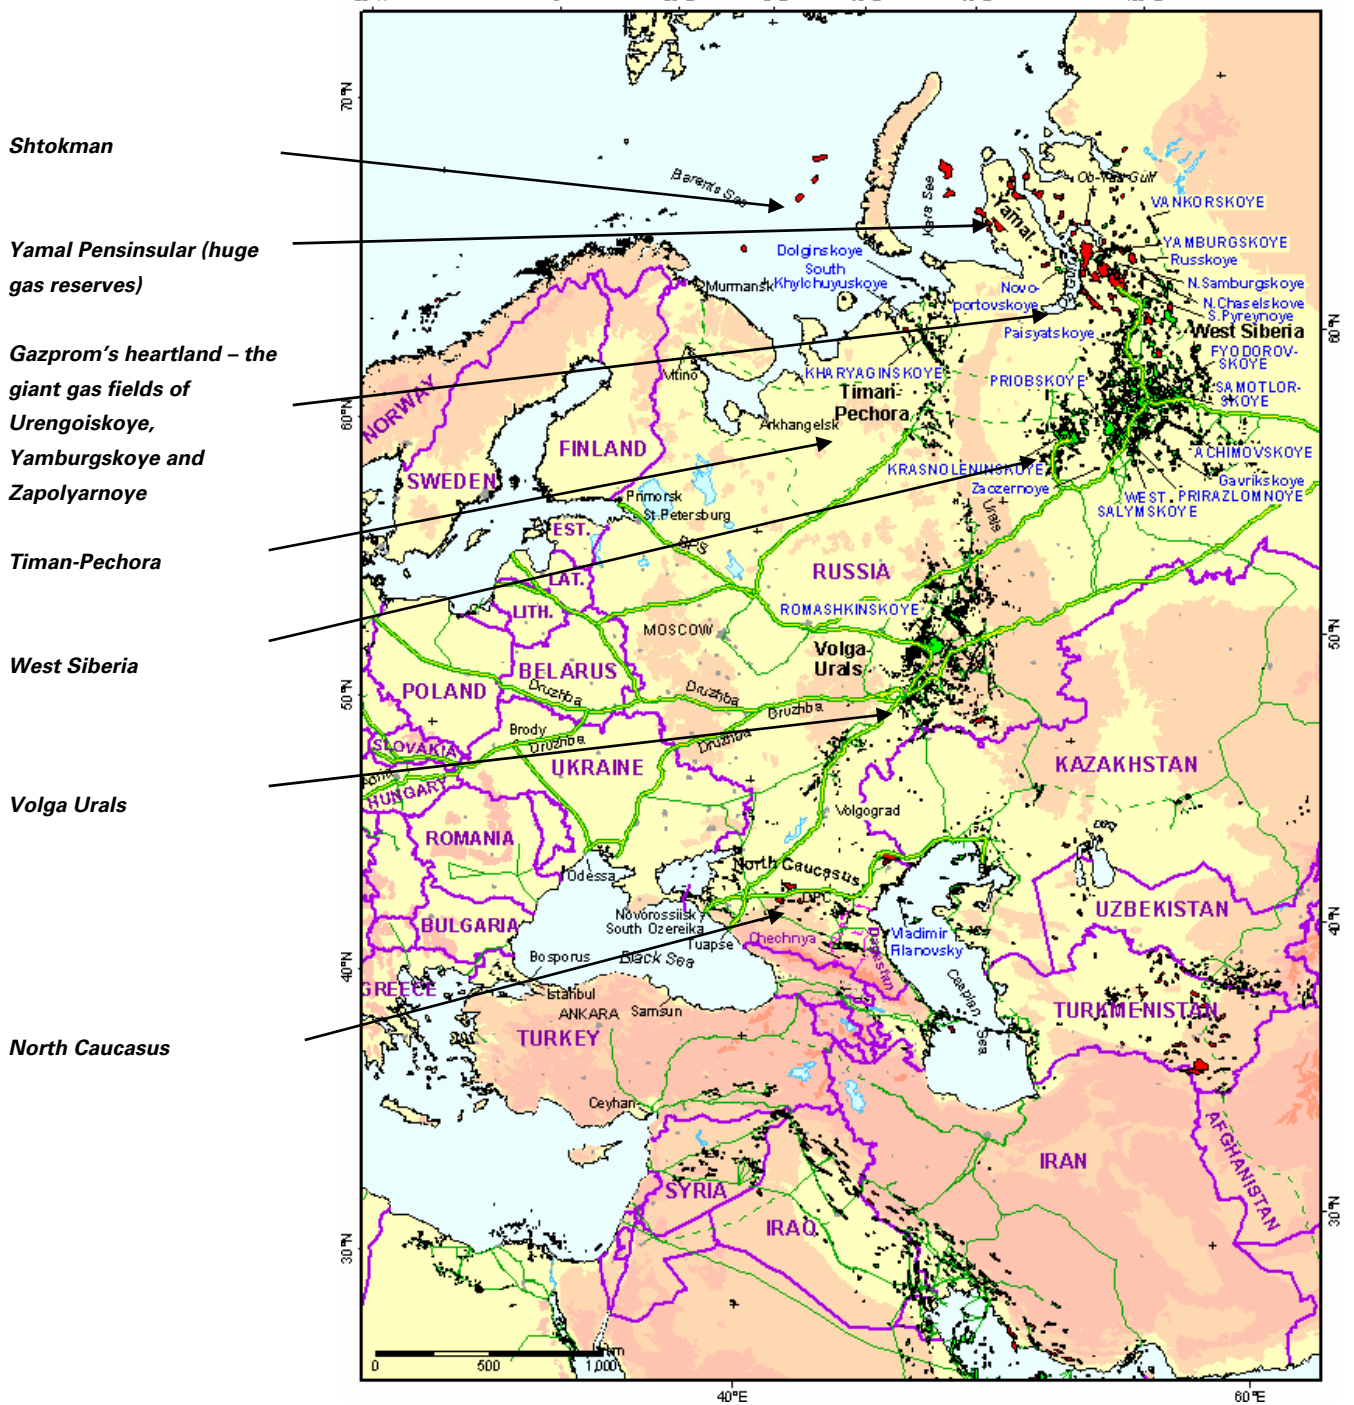 Shtokman
Yamal Pensinsular (huge
gas reserves)
Gazprom's heartland – the
giant gas fields of
Urengoiskoye,
Yamburgskoye and
Zapolyarnoye
Timan-Pechora
West Siberia
Volga Urals
North Caucasus
70°N
60°N
50°N
40°N
30°N
60°N
50°N
40°N
30°N
40°E
60°E
Barents Sea
Kara Sea
Yamal
VANKORSKOYE
YAMBURGSKOYE
Russkoye
N.Samburgskoye
N.Chaselskoye
S.Pyreynoye
West Siberia
FYODOROV-
SKOYE
SAMOTLOR-
SKOYE
Dolginskoye
South
Khylchuyuskoye
Novo-
portovskoye
Paisyatskoye
Murmansk
Vitino
KHARYAGINSKOYE
PRIOBSKOYE
Timan-
Pechora
Arkhangelsk
NORWAY
FINLAND
SWEDEN
KRASNOLENINSKOYE
Zaozernoye
ACHIMOVSKOYE
Gavrikskoye
WEST
SALYMSKOYE
PRIRAZLOMNOYE
Primorsk
St.Petersburg
BPS
Urals
EST.
LAT.
LITH.
RUSSIA
ROMASHKINSKOYE
MOSCOW
Volga-
Urals
BELARUS
POLAND
Druzhba
Druzhba
Druzhba
Druzhba
Druzhba
Brody
SLOVAKIA
Adria
HUNGARY
UKRAINE
KAZAKHSTAN
Volgograd
ROMANIA
Odessa
North Caucasus
UZBEKISTAN
BULGARIA
Novorossiisk
South Ozereika
Tuapse
Chechnya
Dagestan
Vladimir
Filanovsky
Black Sea
Bosporus
GREECE
Istanbul
ANKARA
Samsun
TURKEY
Caspian
Sea
TURKMENISTAN
Ceyhan
SYRIA
IRAQ
IRAN
AFGHANISTAN
0
500
1,000